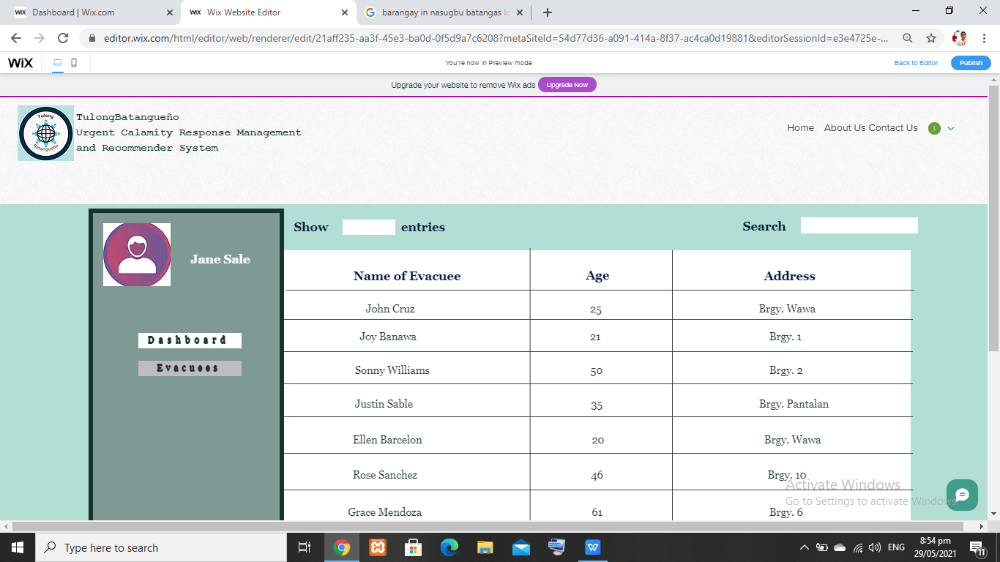 WiX Dashboard | Wix.com
WiX Wix Website Editor
barangay in nasugbu batangas lo
editor.wix.com/html/editor/web/renderer/edit/21aff235-aa3f-45e3-ba0d-0f5d9a7c6208?metaSiteId=54d77d36-a091-414a-8f37-ac4ca0d19881&editorSessionId=e3e4725e-...
WiX
You're now in Preview mode
Back to Editor
Publish
Upgrade your website to remove Wix ads
Upgrade Now
Tulong
Batangueño
TulongBatangueño
Urgent Calamity Response Management
and Recommender System
Home About Us Contact Us
Show entries
Search
Jane Sale
Dashboard
Evacuees
Name of Evacuee Age Address
John Cruz 25 Brgy. Wawa
Joy Banawa 21 Brgy. 1
Sonny Williams 50 Brgy. 2
Justin Sable 35 Brgy. Pantalan
Ellen Barcelon 20 Brgy. Wawa
Rose Sanchez 46 Brgy. 10
Grace Mendoza 61 Brgy. 6
Activate Windows
Go to Settings to activate Windows.
Type here to search
ENG
8:54 pm
29/05/2021
11